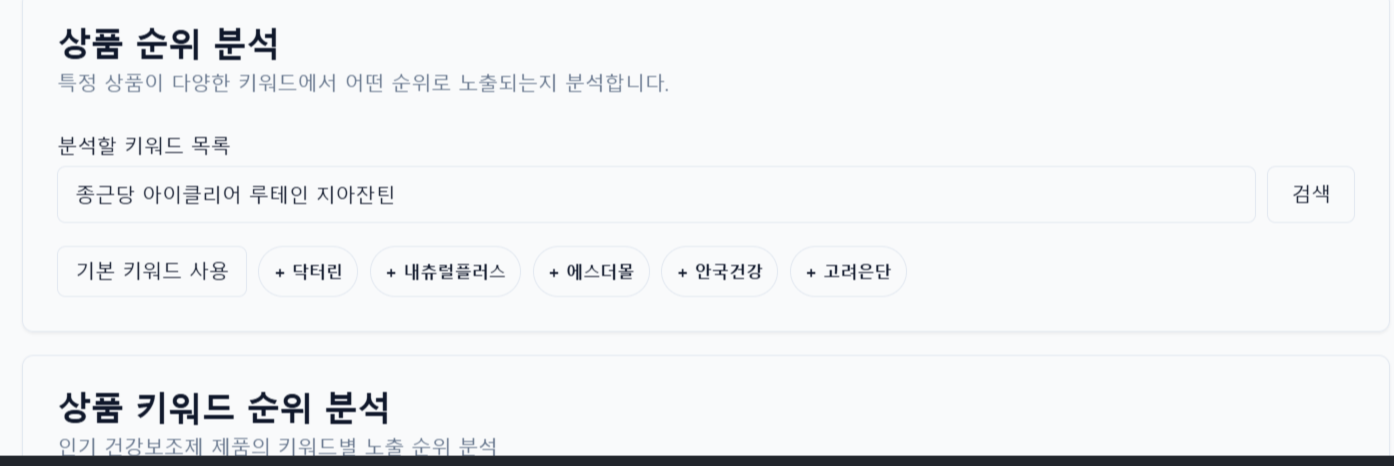 상품 순위 분석
특정 상품이 다양한 키워드에서 어떤 순위로 노출되는지 분석합니다.
분석할 키워드 목록
종근당 아이클리어 루테인 지아잔틴 검색
기본 키워드 사용 + 닥터린 + 내츄럴플러스 + 에스더몰 + 안국건강 + 고려은단
상품 키워드 순위 분석
인기 건강보조제 제품의 키워드별 노출 순위 분석